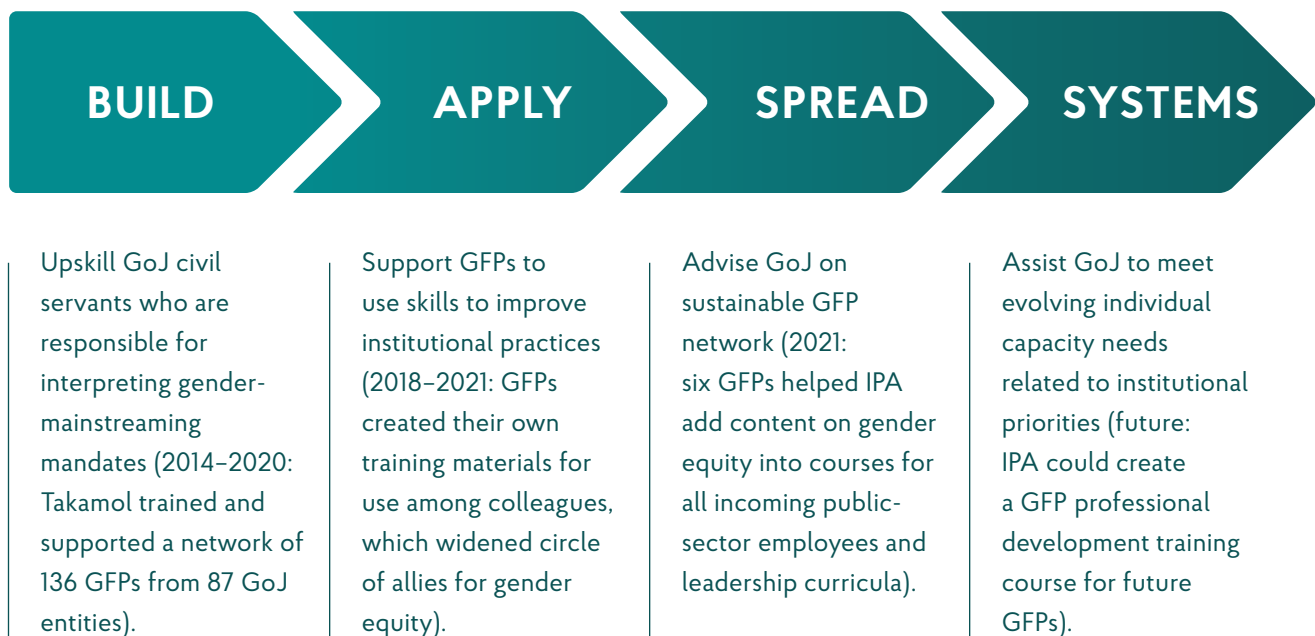 BUILD
APPLY
SPREAD
SYSTEMS
Upskill GoJ civil
servants who are
responsible for
interpreting gender-
mainstreaming
mandates (2014–2020:
Takamol trained and
supported a network of
136 GFPs from 87 GoJ
entities).
Support GFPs to
use skills to improve
institutional practices
(2018–2021: GFPs
created their own
training materials for
use among colleagues,
which widened circle
of allies for gender
equity).
Advise GoJ on
sustainable GFP
network (2021:
six GFPs helped IPA
add content on gender
equity into courses for
all incoming public-
sector employees and
leadership curricula).
Assist GoJ to meet
evolving individual
capacity needs
related to institutional
priorities (future:
IPA could create
a GFP professional
development training
course for future
GFPs).